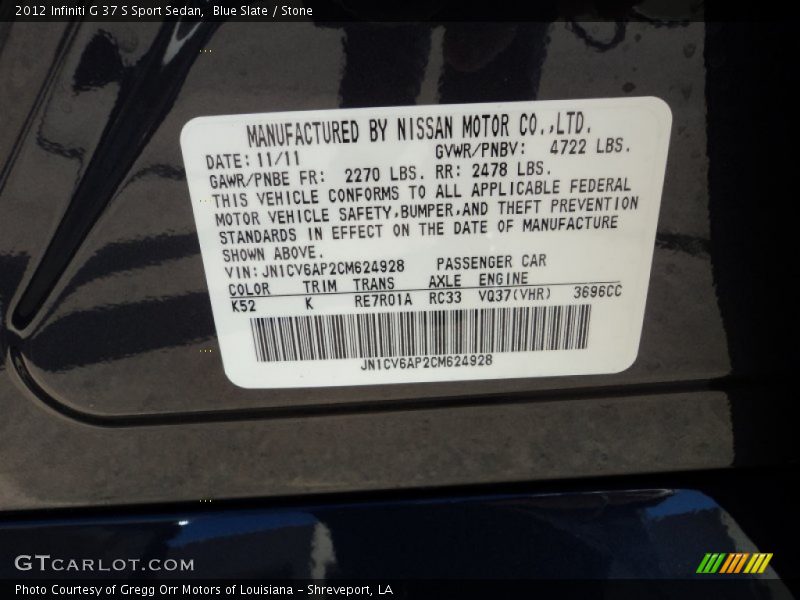 2012 Infiniti G 37 S Sport Sedan,  Blue Slate / Stone
MANUFACTURED BY NISSAN MOTOR CO.,LTD.
DATE: 11/11 GVWR/PNBV: 4722 LBS.
GAWR/PNBE FR: 2270 LBS. RR: 2478 LBS.
THIS VEHICLE CONFORMS TO ALL APPLICABLE FEDERAL
MOTOR VEHICLE SAFETY,BUMPER,AND THEFT PREVENTION
STANDARDS IN EFFECT ON THE DATE OF MANUFACTURE
SHOWN ABOVE.
VIN: JN1CV6AP2CM624928 PASSENGER CAR
COLOR TRIM TRANS AXLE ENGINE
K52 K RE7R01A RC33 VQ37(VHR) 3696CC
JN1CV6AP2CM624928
GTCARLOT.COM
Photo Courtesy of Gregg Orr Motors of Louisiana – Shreveport, LA